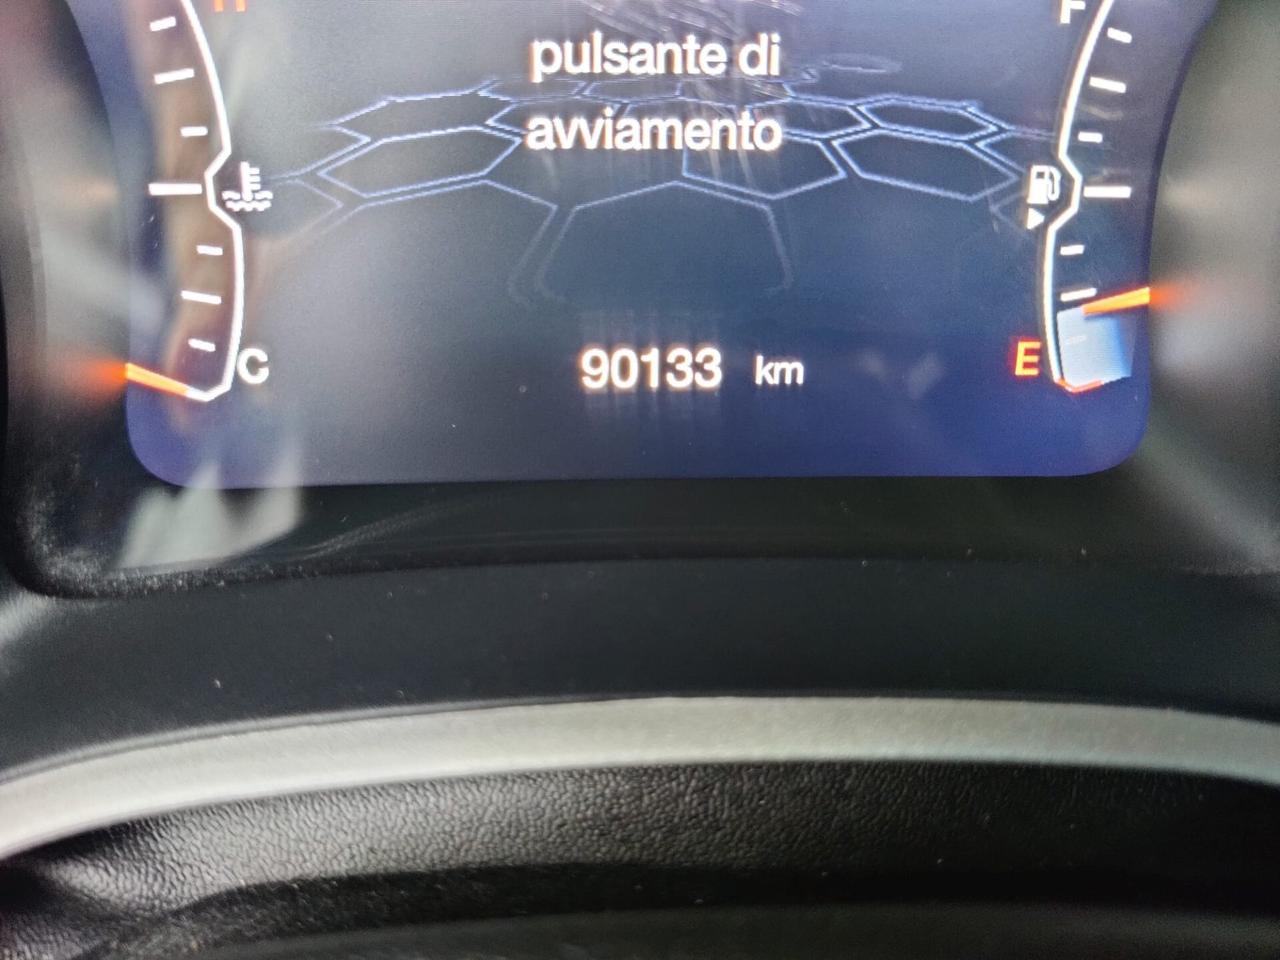 H F
pulsante di
avviamento
C 90133 km E